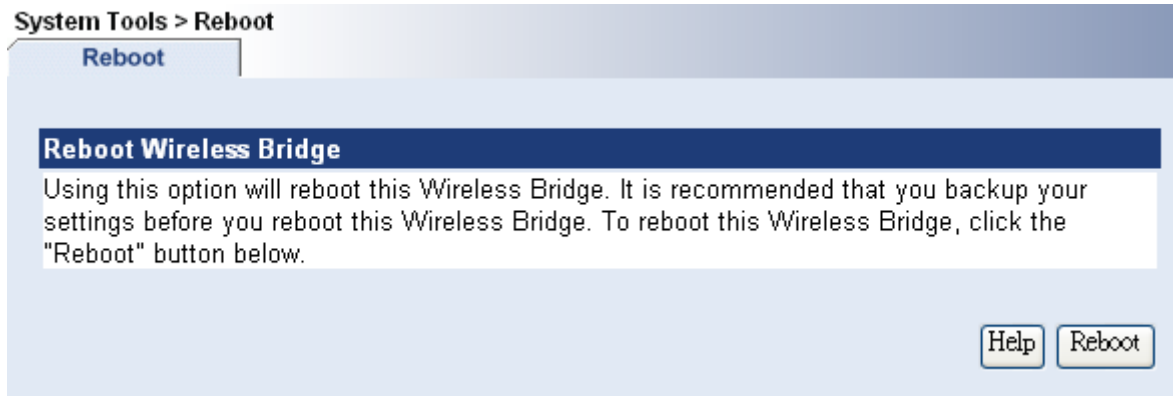 System Tools > Reboot
Reboot
Reboot Wireless Bridge
Using this option will reboot this Wireless Bridge. It is recommended that you backup your
settings before you reboot this Wireless Bridge. To reboot this Wireless Bridge, click the
"Reboot" button below.
Help Reboot